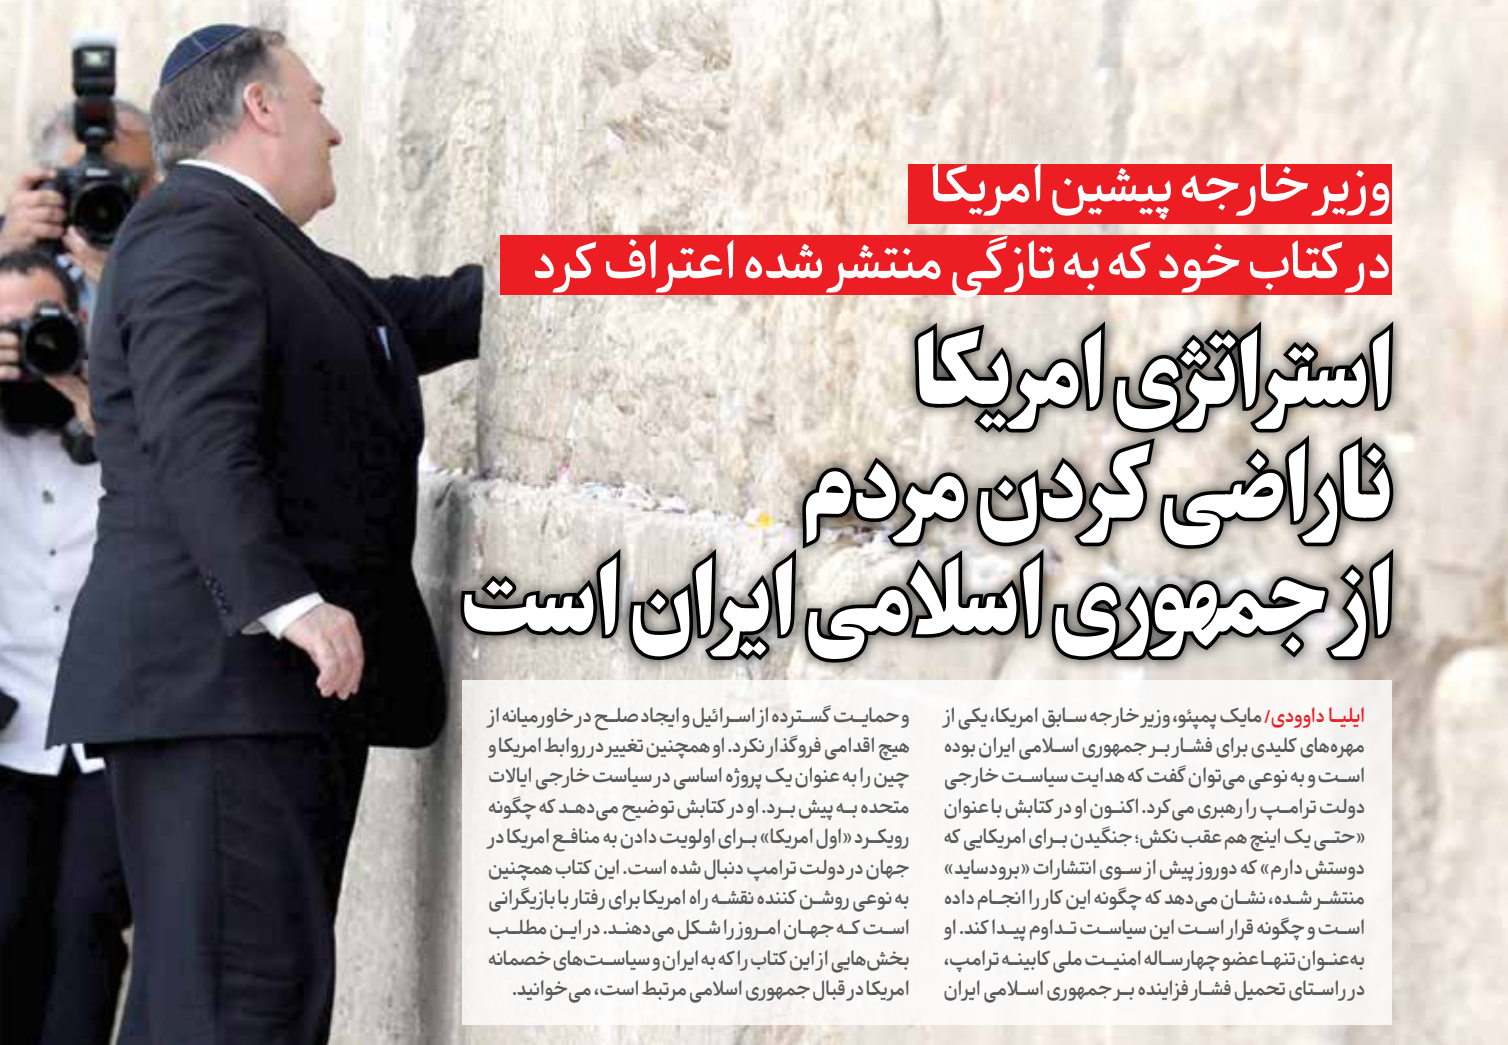 وزیر خارجه پیشین امریکا
در کتاب خود که به تازگی منتشر شده اعتراف کرد
استراتژی امریکا
ناراضی کردن مردم
از جمهوری اسلامی ایران است
ایلیا داوودی/ مایک پمپئو، وزیر خارجه سابق امریکا، یکی از
مهره‌های کلیدی برای فشار بر جمهوری اسلامی ایران بوده
است و به نوعی می‌توان گفت که هدایت سیاست خارجی
دولت ترامپ را رهبری می‌کرد. اکنون او در کتابش با عنوان
«حتی یک اینچ هم عقب نکش؛ جنگیدن برای امریکایی که
دوستش دارم» که دوروز پیش از سوی انتشارات «برودساید»
منتشر شده، نشان می‌دهد که چگونه این کار را انجام داده
است و چگونه قرار است این سیاست تداوم پیدا کند. او
به‌عنوان تنها عضو چهارساله امنیت ملی کابینه ترامپ،
در راستای تحمیل فشار فزاینده بر جمهوری اسلامی ایران
و حمایت گسترده از اسرائیل و ایجاد صلح در خاورمیانه از
هیچ اقدامی فروگذار نکرد. او همچنین تغییر در روابط امریکا و
چین را به عنوان یک پروژه اساسی در سیاست خارجی ایالات
متحده به پیش برد. او در کتابش توضیح می‌دهد که چگونه
رویکرد «اول امریکا» برای اولویت دادن به منافع امریکا در
جهان در دولت ترامپ دنبال شده است. این کتاب همچنین
به نوعی روشن کننده نقشه راه امریکا برای رفتار با بازیگرانی
است که جهان امروز را شکل می‌دهند. در این مطلب
بخش‌هایی از این کتاب را که به ایران و سیاست‌های خصمانه
امریکا در قبال جمهوری اسلامی مرتبط است، می‌خوانید.